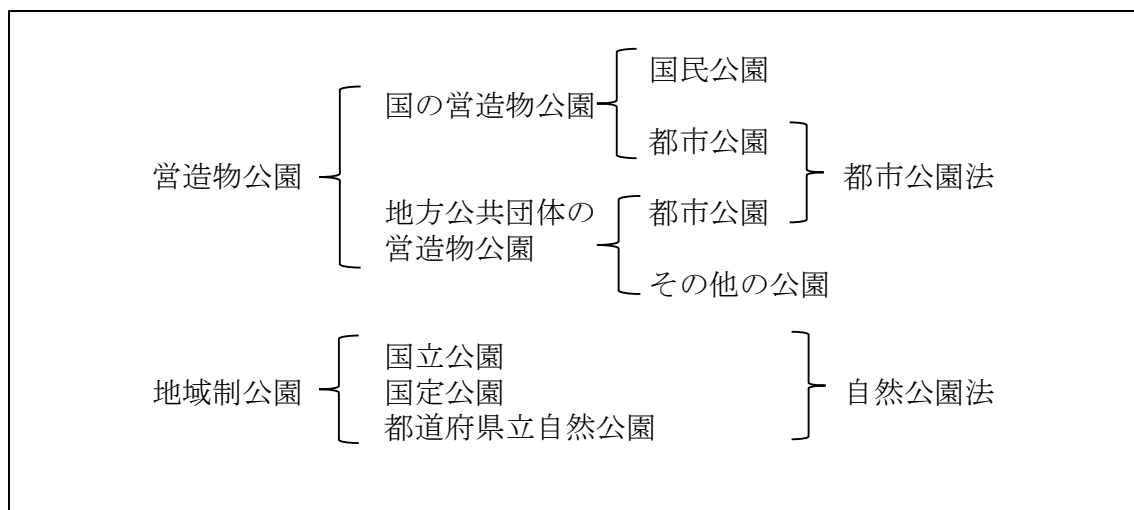 国民公園
国の営造物公園
都市公園
営造物公園
都市公園法
地方公共団体の
営造物公園
都市公園
その他の公園
国立公園
地域制公園
国定公園
自然公園法
都道府県立自然公園